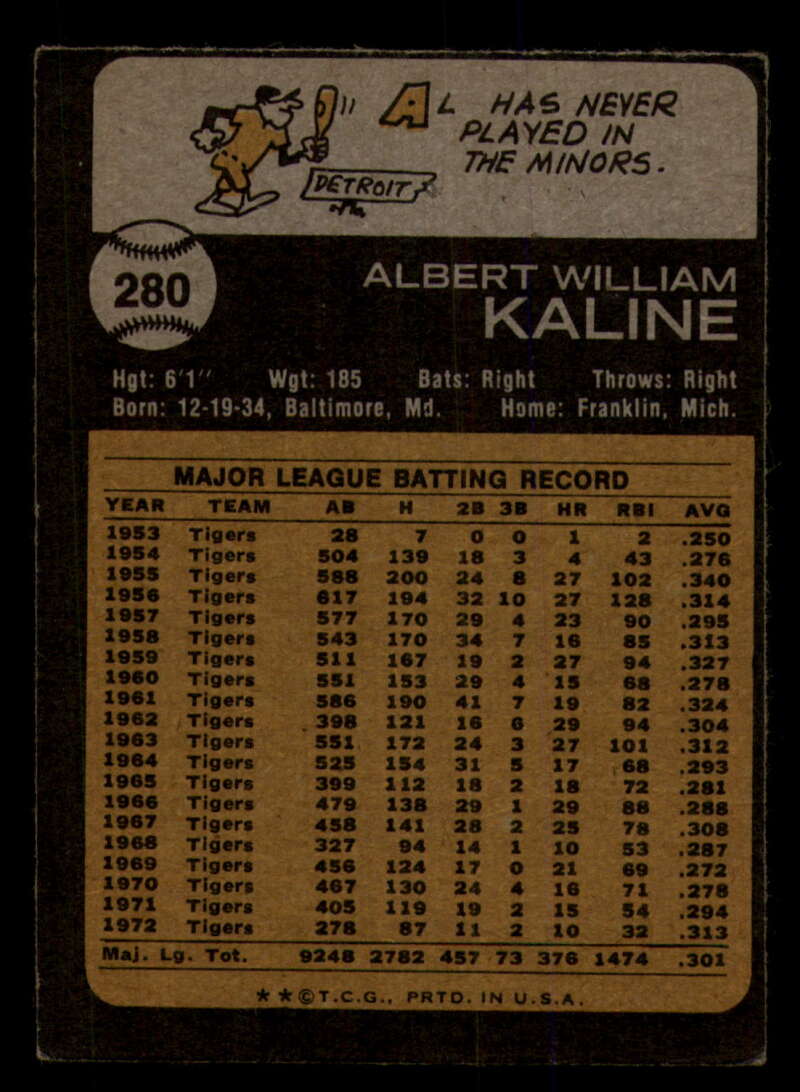 AL HAS NEVER
PLAYED IN
THE MINORS.
DETROIT
280
ALBERT WILLIAM
KALINE
Hgt: 6'1" Wgt: 185 Bats: Right Throws: Right
Born: 12-19-34, Baltimore, Md. Home: Franklin, Mich.
MAJOR LEAGUE BATTING RECORD
YEAR TEAM AB H 2B 3B HR RBI AVG
1953 Tigers 28 7 0 0 1 2 .250
1954 Tigers 504 139 18 3 4 43 .276
1955 Tigers 588 200 24 8 27 102 .340
1956 Tigers 617 194 32 10 27 128 .314
1957 Tigers 577 170 29 4 23 90 .295
1958 Tigers 543 170 34 7 16 85 .313
1959 Tigers 511 167 19 2 27 94 .327
1960 Tigers 551 153 29 4 15 68 .278
1961 Tigers 586 190 41 7 19 82 .324
1962 Tigers 398 121 16 6 29 94 .304
1963 Tigers 551 172 24 3 27 101 .312
1964 Tigers 525 154 31 5 17 68 .293
1965 Tigers 399 112 18 2 18 72 .281
1966 Tigers 479 138 29 1 29 88 .288
1967 Tigers 458 141 28 2 25 78 .308
1968 Tigers 327 94 14 1 10 53 .287
1969 Tigers 456 124 17 0 21 69 .272
1970 Tigers 467 130 24 4 16 71 .278
1971 Tigers 405 119 19 2 15 54 .294
1972 Tigers 278 87 11 2 10 32 .313
Maj. Lg. Tot. 9248 2782 457 73 376 1474 .301
★ ★ © T.C.G., PRTD. IN U.S.A.